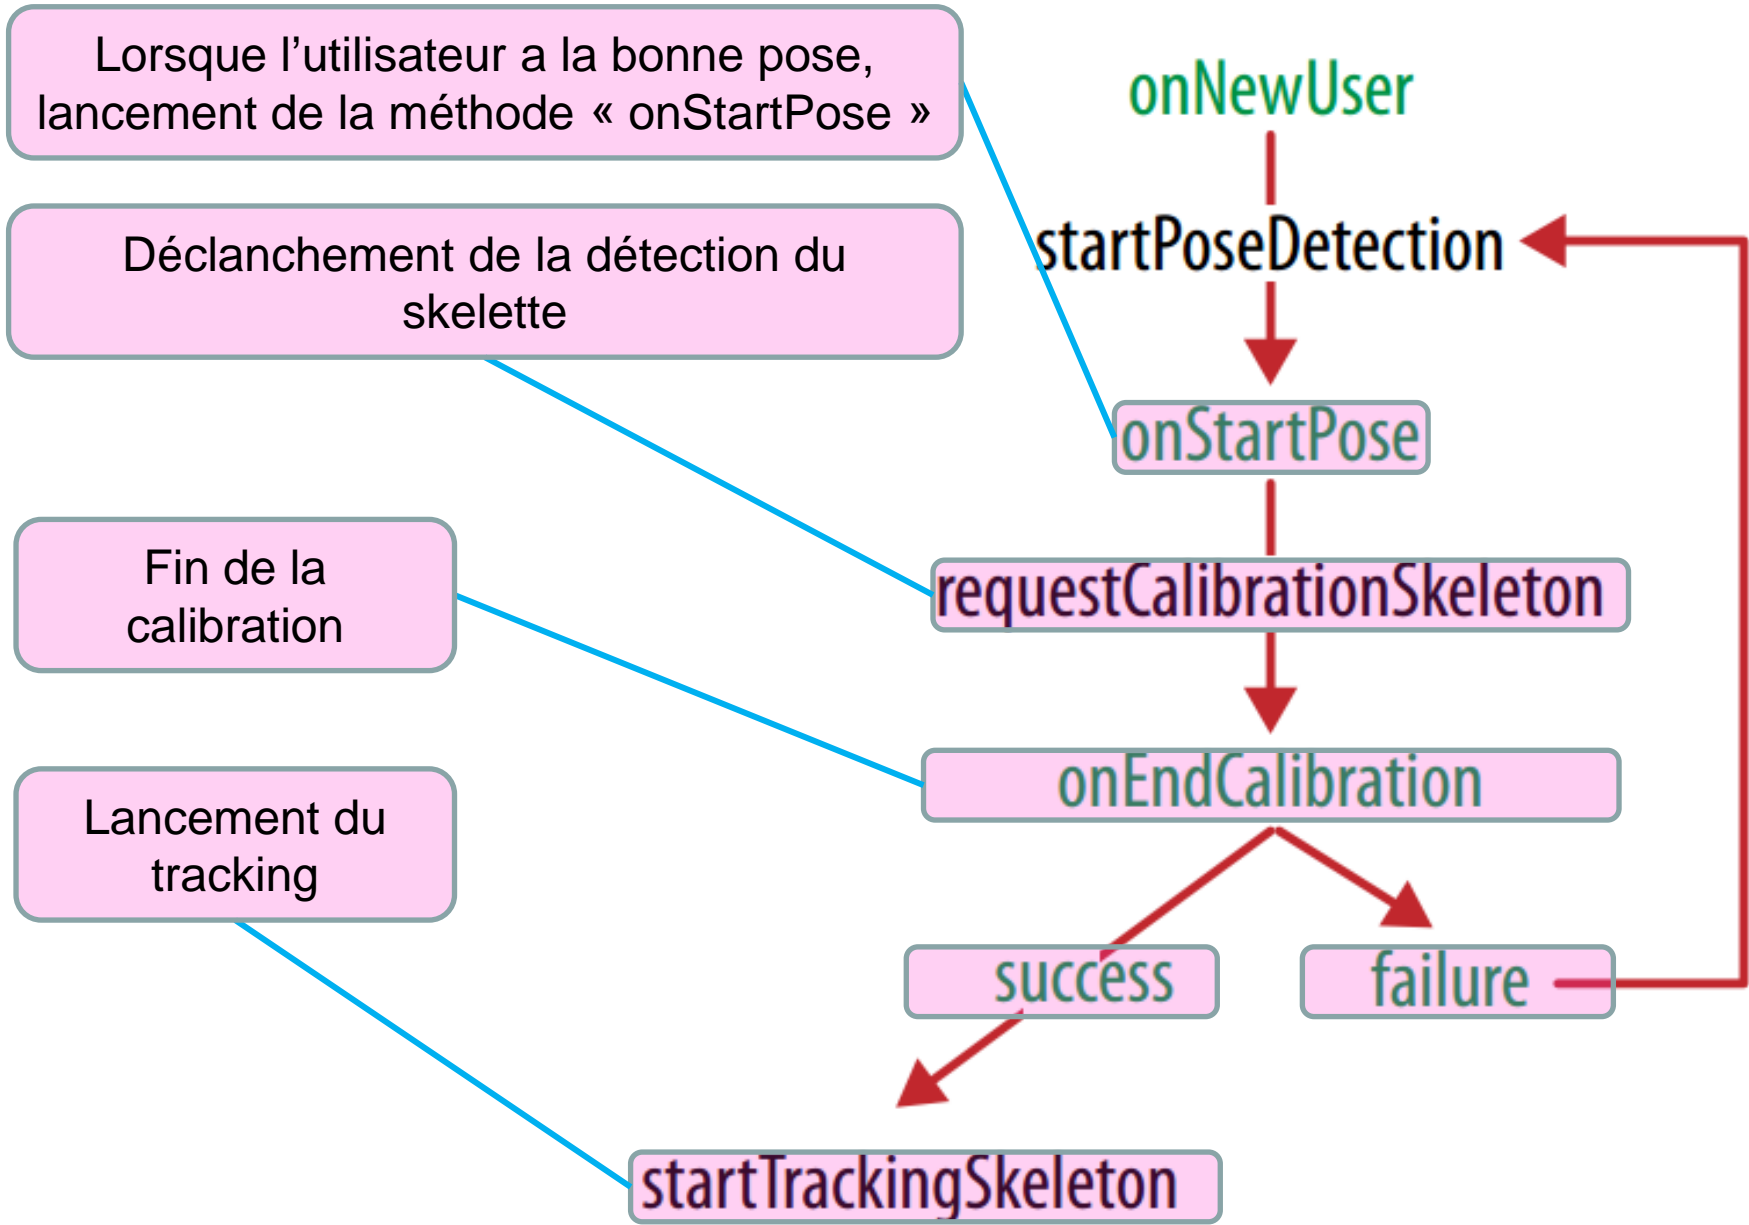 Lorsque l'utilisateur a la bonne pose,
lancement de la méthode « onStartPose »
Déclanchement de la détection du
skelette
Fin de la
calibration
Lancement du
tracking
onNewUser
startPoseDetection
onStartPose
requestCalibrationSkeleton
onEndCalibration
success
failure
startTrackingSkeleton